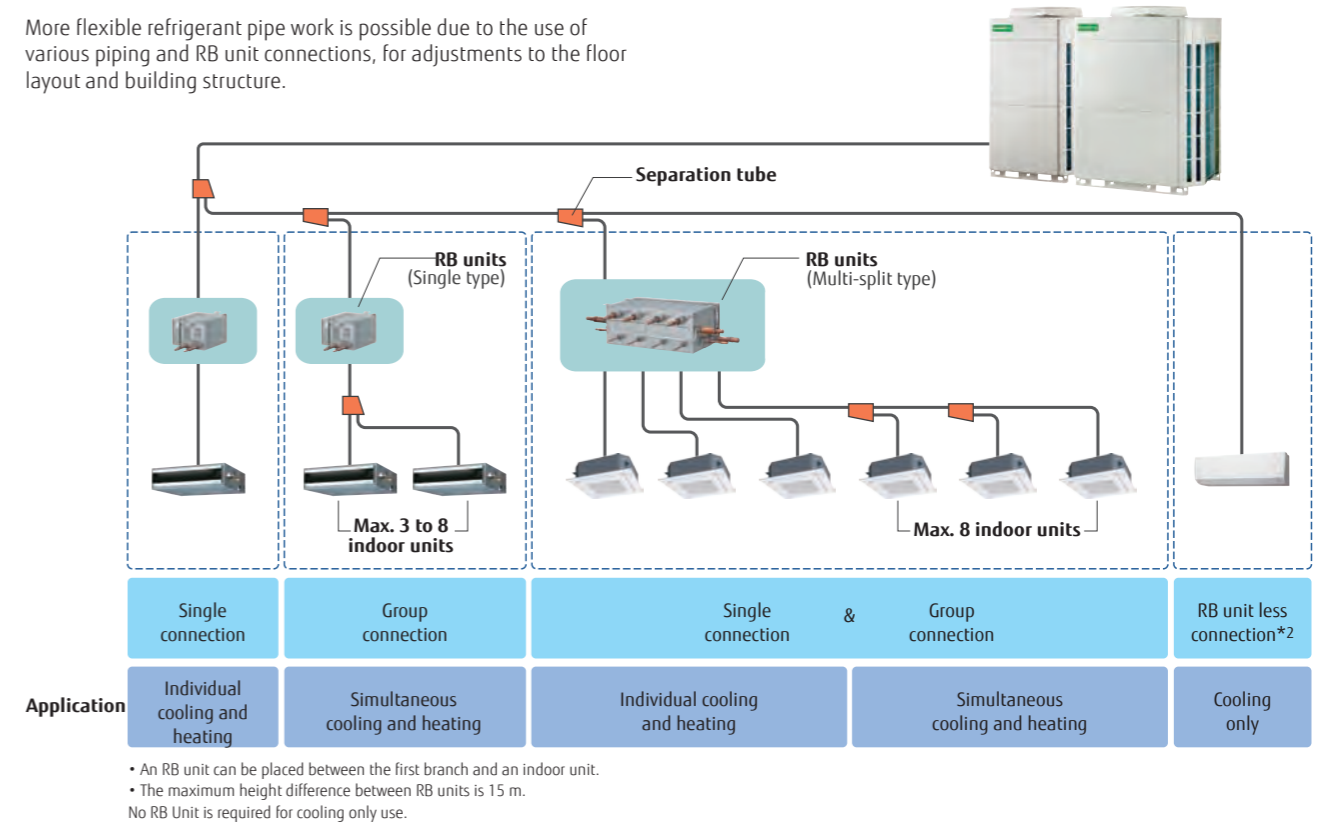 More flexible refrigerant pipe work is possible due to the use of
various piping and RB unit connections, for adjustments to the floor
layout and building structure.
Separation tube
RB units
(Single type)
RB units
(Multi-split type)
Max. 3 to 8
indoor units
Max. 8 indoor units
Single
connection
Group
connection
Single
connection
&
Group
connection
RB unit less
connection*2
Application
Individual
cooling and
heating
Simultaneous
cooling and heating
Individual cooling
and heating
Simultaneous
cooling and heating
Cooling
only
• An RB unit can be placed between the first branch and an indoor unit.
• The maximum height difference between RB units is 15 m.
No RB Unit is required for cooling only use.